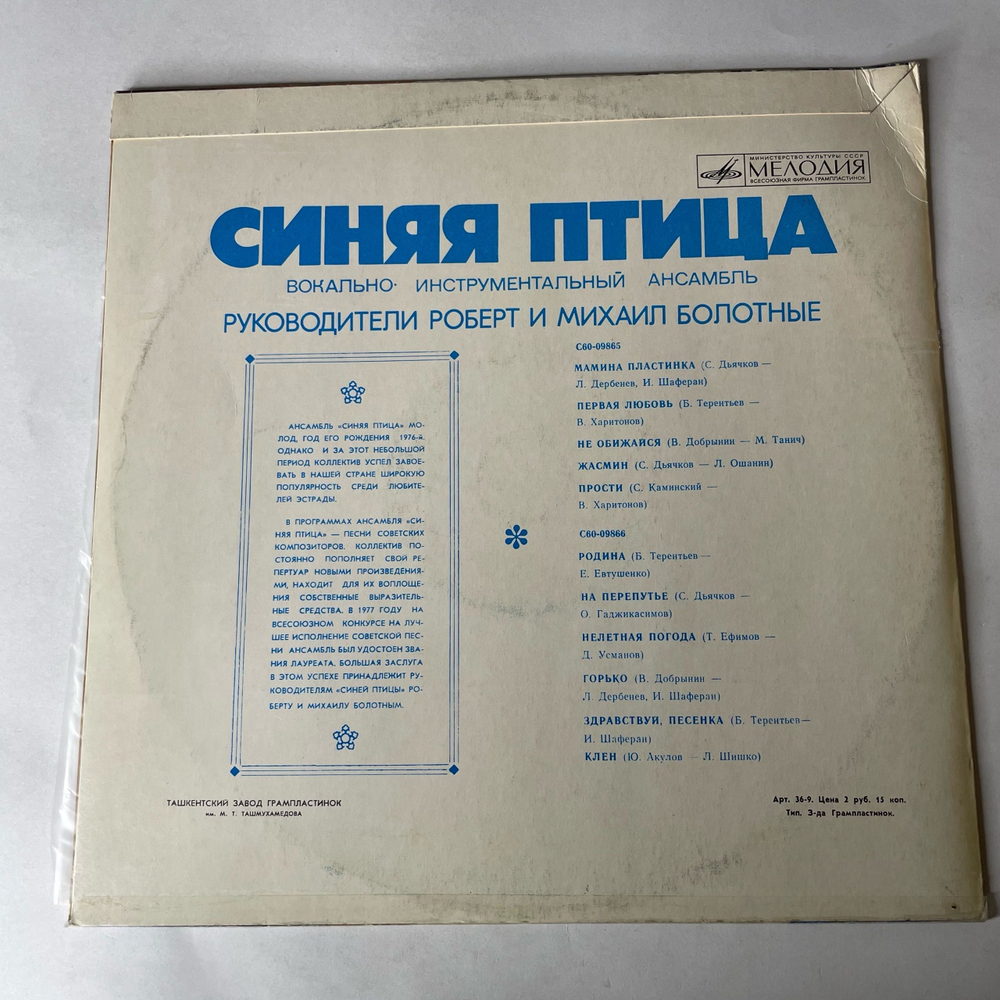 МИНИСТЕРСТВО КУЛЬТУРЫ СССР
МЕЛОДИЯ
ВСЕСОЮЗНАЯ ФИРМА ГРАМПЛАСТИНОК
СИНЯЯ ПТИЦА
ВОКАЛЬНО- ИНСТРУМЕНТАЛЬНЫЙ АНСАМБЛЬ
РУКОВОДИТЕЛИ РОБЕРТ И МИХАИЛ БОЛОТНЫЕ
АНСАМБЛЬ «СИНЯЯ ПТИЦА» МО-
ЛОД, ГОД ЕГО РОЖДЕНИЯ 1976-й.
ОДНАКО И ЗА ЭТОТ НЕБОЛЬШОЙ
ПЕРИОД КОЛЛЕКТИВ УСПЕЛ ЗАВОЕ-
ВАТЬ В НАШЕЙ СТРАНЕ ШИРОКУЮ
ПОПУЛЯРНОСТЬ СРЕДИ ЛЮБИТЕ-
ЛЕЙ ЭСТРАДЫ.
В ПРОГРАММАХ АНСАМБЛЯ «СИ-
НЯЯ ПТИЦА» — ПЕСНИ СОВЕТСКИХ
КОМПОЗИТОРОВ. КОЛЛЕКТИВ ПО-
СТОЯННО ПОПОЛНЯЕТ СВОЙ РЕ-
ПЕРТУАР НОВЫМИ ПРОИЗВЕДЕНИЯ-
МИ, НАХОДИТ ДЛЯ ИХ ВОПЛОЩЕ-
НИЯ СОБСТВЕННЫЕ ВЫРАЗИТЕЛЬ-
НЫЕ СРЕДСТВА. В 1977 ГОДУ НА
ВСЕСОЮЗНОМ КОНКУРСЕ НА ЛУЧ-
ШЕЕ ИСПОЛНЕНИЕ СОВЕТСКОЙ ПЕС-
НИ АНСАМБЛЬ БЫЛ УДОСТОЕН ЗВА-
НИЯ ЛАУРЕАТА. БОЛЬШАЯ ЗАСЛУГА
В ЭТОМ УСПЕХЕ ПРИНАДЛЕЖИТ РУ-
КОВОДИТЕЛЯМ «СИНЕЙ ПТИЦЫ» РО-
БЕРТУ И МИХАИЛУ БОЛОТНЫМ.
С60-09865
МАМИНА ПЛАСТИНКА (С. Дьячков —
Л. Дербенев, И. Шаферан)
ПЕРВАЯ ЛЮБОВЬ (Б. Терентьев —
В. Харитонов)
НЕ ОБИЖАЙСЯ (В. Добрынин — М. Танич)
ЖАСМИН (С. Дьячков — Л. Ошанин)
ПРОСТИ (С. Каминский —
В. Харитонов)
С60-09866
РОДИНА (Б. Терентьев —
Е. Евтушенко)
НА ПЕРЕПУТЬЕ (С. Дьячков —
О. Гаджикасимов)
НЕЛЕТНАЯ ПОГОДА (Т. Ефимов —
Д. Усманов)
ГОРЬКО (В. Добрынин —
Л. Дербенев, И. Шаферан)
ЗДРАВСТВУЙ, ПЕСЕНКА (Б. Терентьев—
И. Шаферан)
КЛЕН (Ю. Акулов — Л. Шишко)
ТАШКЕНТСКИЙ ЗАВОД ГРАМПЛАСТИНОК
им. М. Т. ТАШМУХАМЕДОВА
Арт. 36-9. Цена 2 руб. 15 коп.
Тип. З-да Грампластинок.